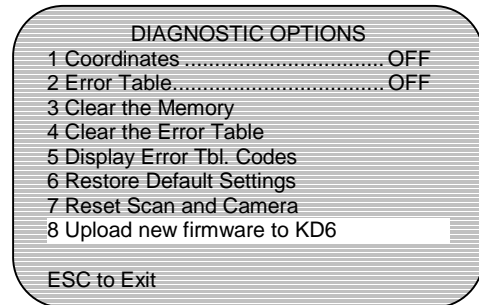 DIAGNOSTIC OPTIONS
1 Coordinates ................................. OFF
2 Error Table................................... OFF
3 Clear the Memory
4 Clear the Error Table
5 Display Error Tbl. Codes
6 Restore Default Settings
7 Reset Scan and Camera
8 Upload new firmware to KD6
ESC to Exit